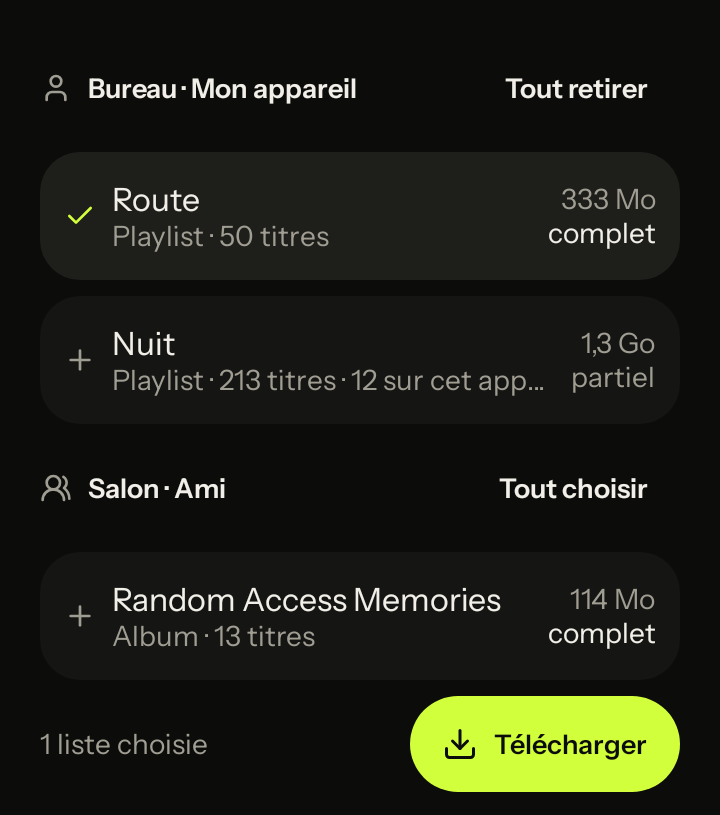 Bureau · Mon appareil
Tout retirer
Route
333 Mo
Playlist · 50 titres
complet
Nuit
1,3 Go
Playlist · 213 titres · 12 sur cet app...
partiel
Salon · Ami
Tout choisir
Random Access Memories
114 Mo
Album · 13 titres
complet
1 liste choisie
Télécharger